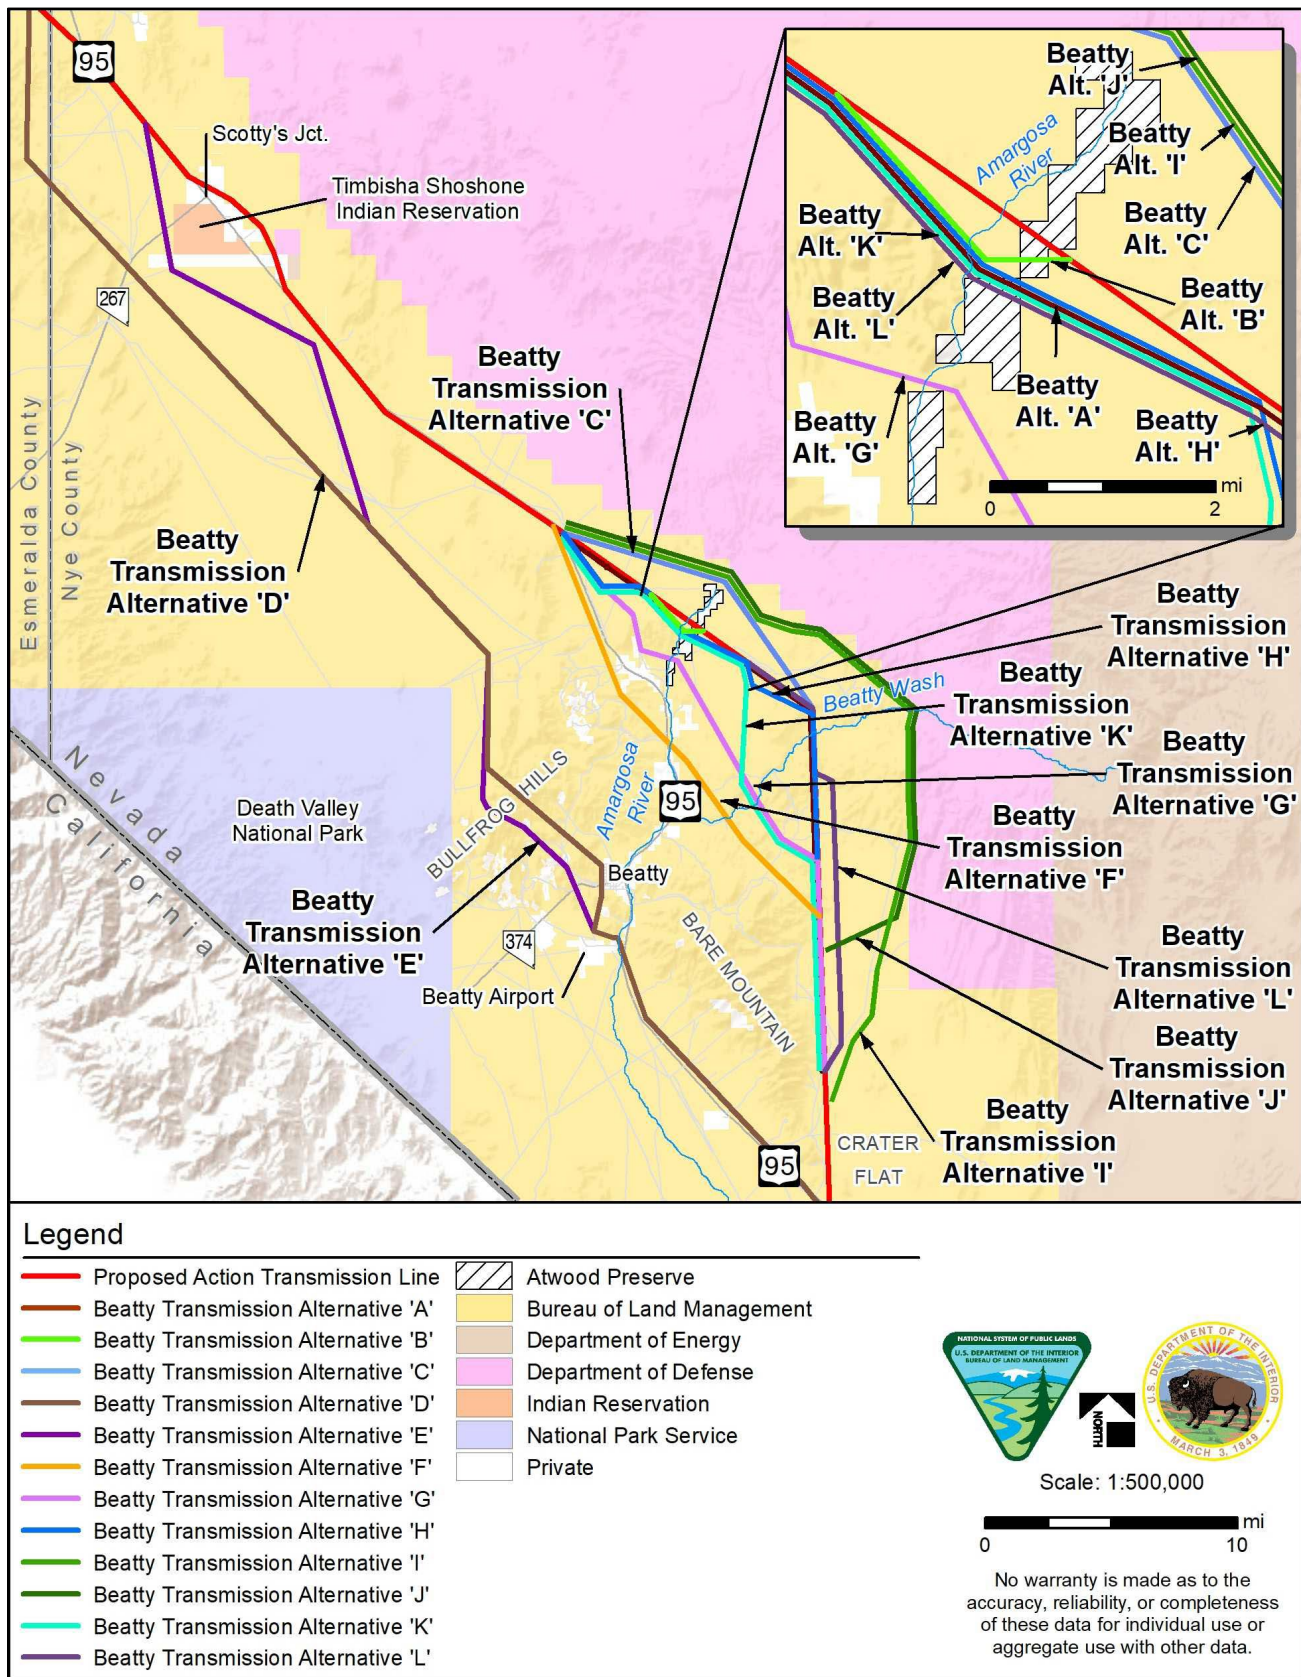 95
Scotty's Jct.
Timbisha Shoshone
Indian Reservation
267
Esmeralda County
Nye County
Beatty
Transmission
Alternative 'C'
Beatty
Transmission
Alternative 'D'
Beatty
Alt. 'J'
Amargosa
River
Beatty
Alt. 'I'
Beatty
Alt. 'K'
Beatty
Alt. 'C'
Beatty
Alt. 'L'
Beatty
Alt. 'B'
Beatty
Alt. 'A'
Beatty
Alt. 'G'
Beatty
Alt. 'H'
mi
0 2
Beatty
Transmission
Alternative 'H'
Beatty Wash
Beatty
Transmission
Alternative 'K'
Beatty
Transmission
Alternative 'G'
Nevada
California
Death Valley
National Park
BULLFROG HILLS
Amargosa
River
95
Beatty
Transmission
Alternative 'F'
Beatty
Beatty
Transmission
Alternative 'E'
374
Beatty Airport
BARE MOUNTAIN
Beatty
Transmission
Alternative 'L'
Beatty
Transmission
Alternative 'J'
Beatty
Transmission
Alternative 'I'
CRATER
FLAT
95
Legend
Proposed Action Transmission Line
Beatty Transmission Alternative 'A'
Beatty Transmission Alternative 'B'
Beatty Transmission Alternative 'C'
Beatty Transmission Alternative 'D'
Beatty Transmission Alternative 'E'
Beatty Transmission Alternative 'F'
Beatty Transmission Alternative 'G'
Beatty Transmission Alternative 'H'
Beatty Transmission Alternative 'I'
Beatty Transmission Alternative 'J'
Beatty Transmission Alternative 'K'
Beatty Transmission Alternative 'L'
Atwood Preserve
Bureau of Land Management
Department of Energy
Department of Defense
Indian Reservation
National Park Service
Private
NATIONAL SYSTEM OF PUBLIC LANDS
U.S. DEPARTMENT OF THE INTERIOR
BUREAU OF LAND MANAGEMENT
NORTH
U.S. DEPARTMENT OF THE INTERIOR
MARCH 3, 1849
Scale: 1:500,000
mi
0 10
No warranty is made as to the
accuracy, reliability, or completeness
of these data for individual use or
aggregate use with other data.